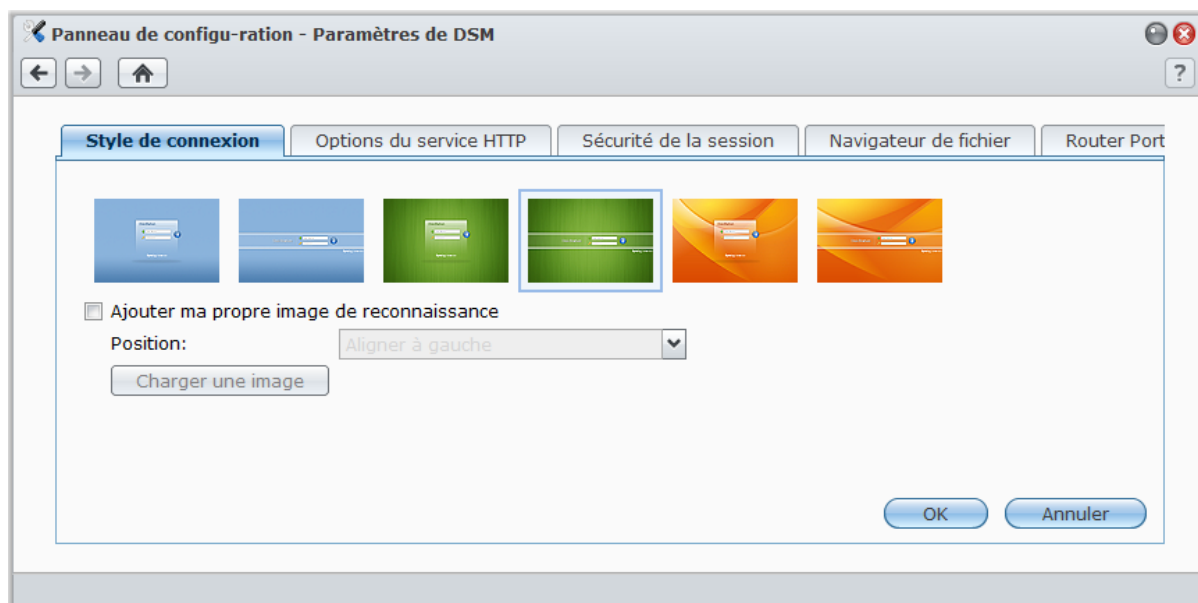 Panneau de configu-ration - Paramètres de DSM
?
Style de connexion Options du service HTTP Sécurité de la session Navigateur de fichier Router Port
Ajouter ma propre image de reconnaissance
Position: Aligner à gauche
Charger une image
OK Annuler